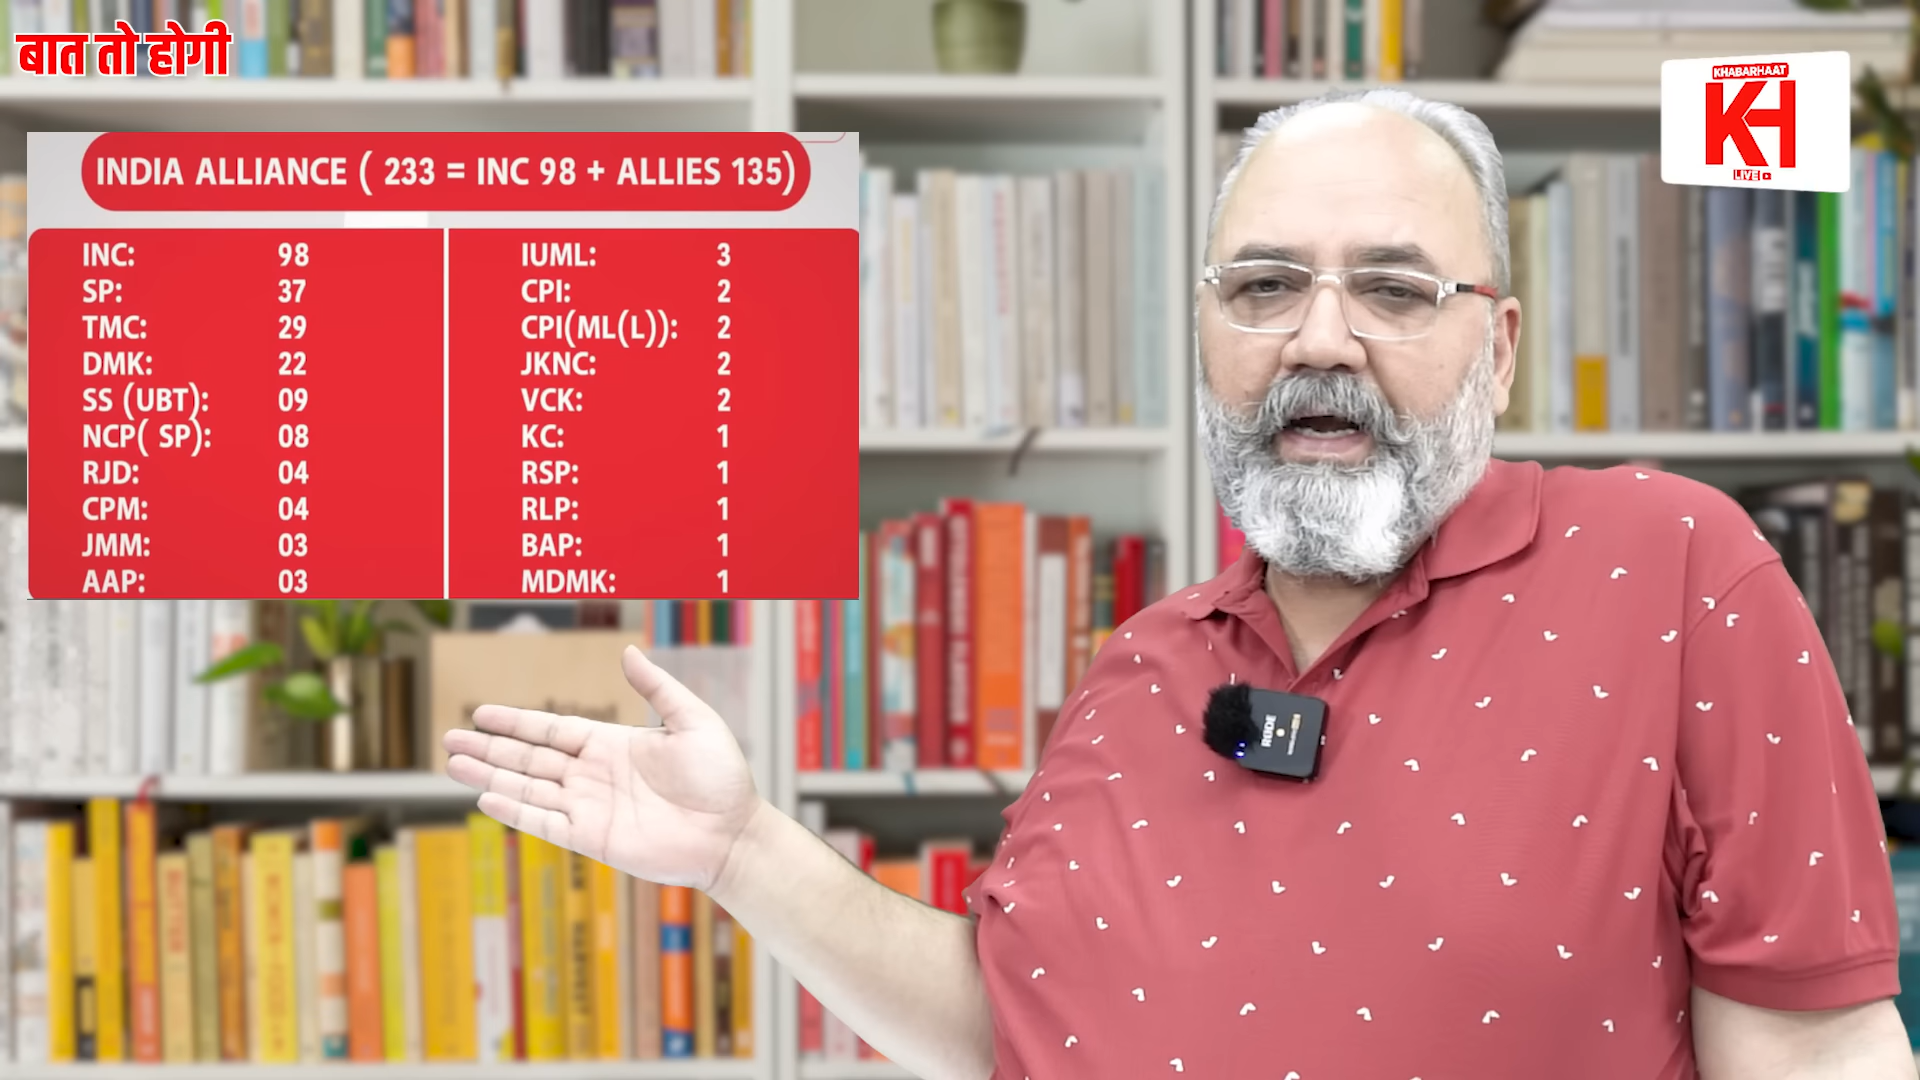 बात तो होगी
KHABARHAAT
KH
LIVE
INDIA ALLIANCE ( 233 = INC 98 + ALLIES 135)
INC: 98
SP: 37
TMC: 29
DMK: 22
SS (UBT): 09
NCP( SP): 08
RJD: 04
CPM: 04
JMM: 03
AAP: 03
IUML: 3
CPI: 2
CPI(ML(L)): 2
JKNC: 2
VCK: 2
KC: 1
RSP: 1
RLP: 1
BAP: 1
MDMK: 1
RØDE